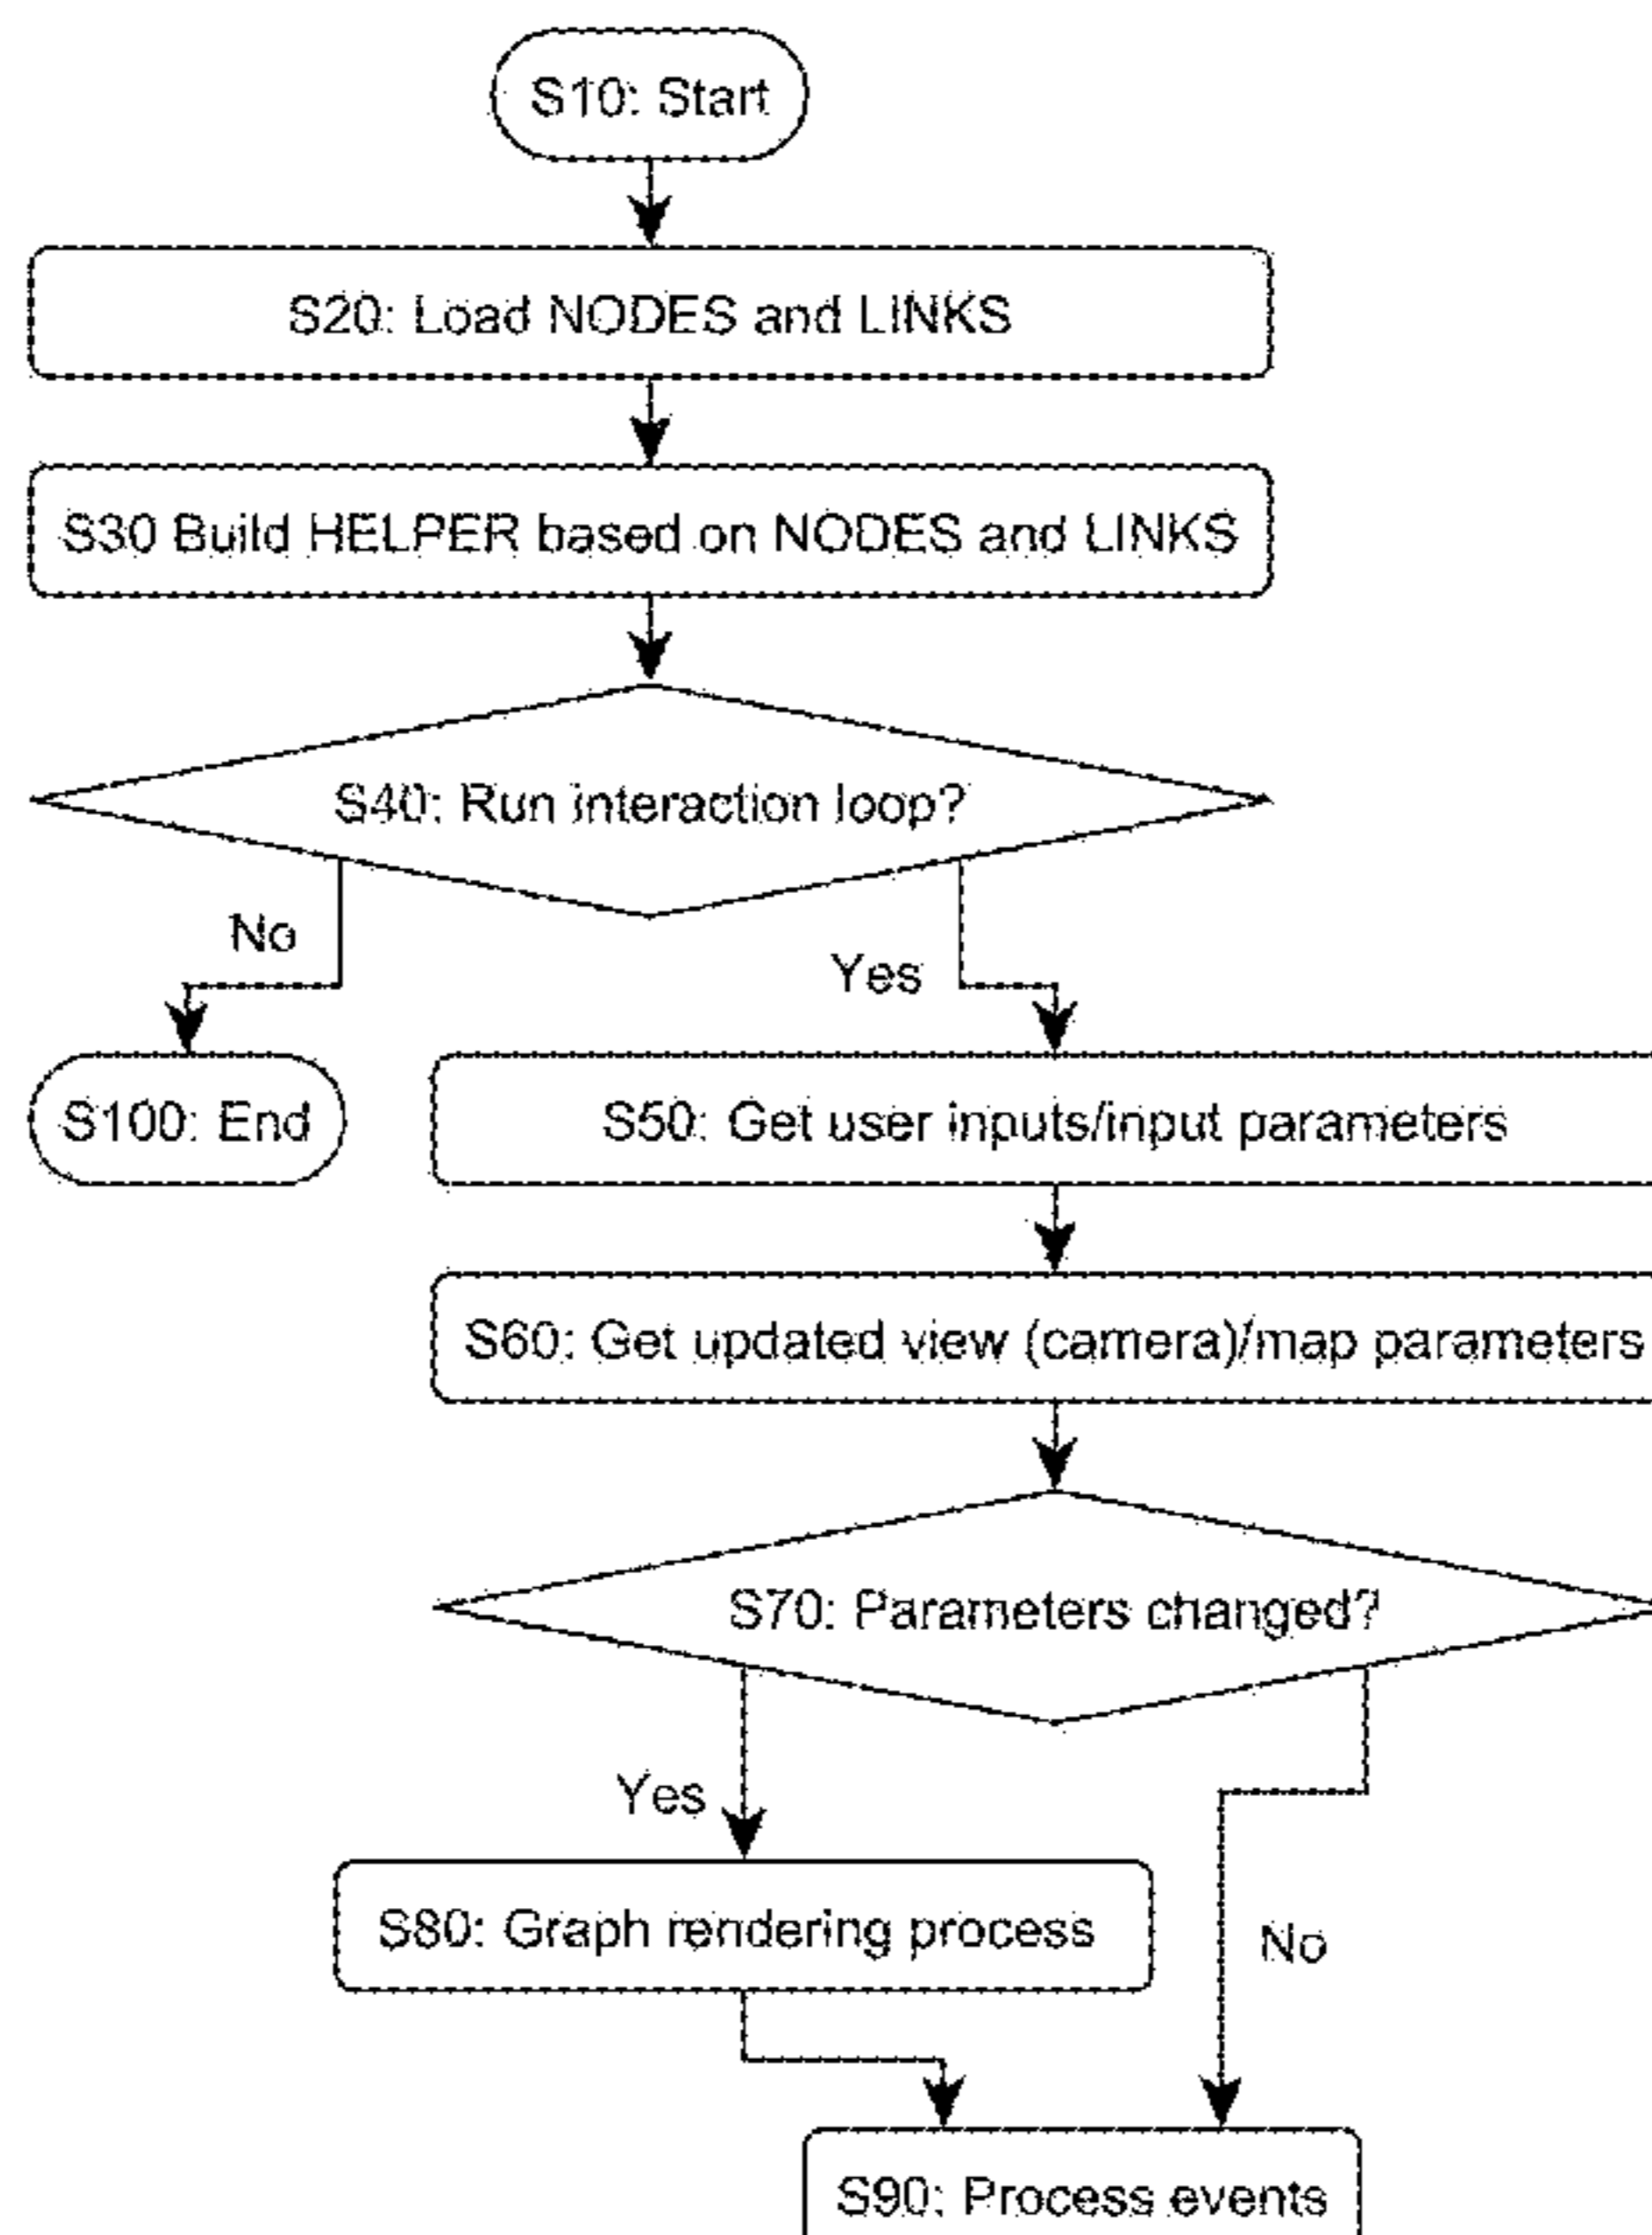 S10: Start
S20: Load NODES and LINKS
S30 Build HELPER based on NODES and LINKS
S40: Run interaction loop?
No
Yes
S100: End
S50: Get user inputs/input parameters
S60: Get updated view (camera)/map parameters
S70: Parameters changed?
Yes
S80: Graph rendering process
No
S90: Process events